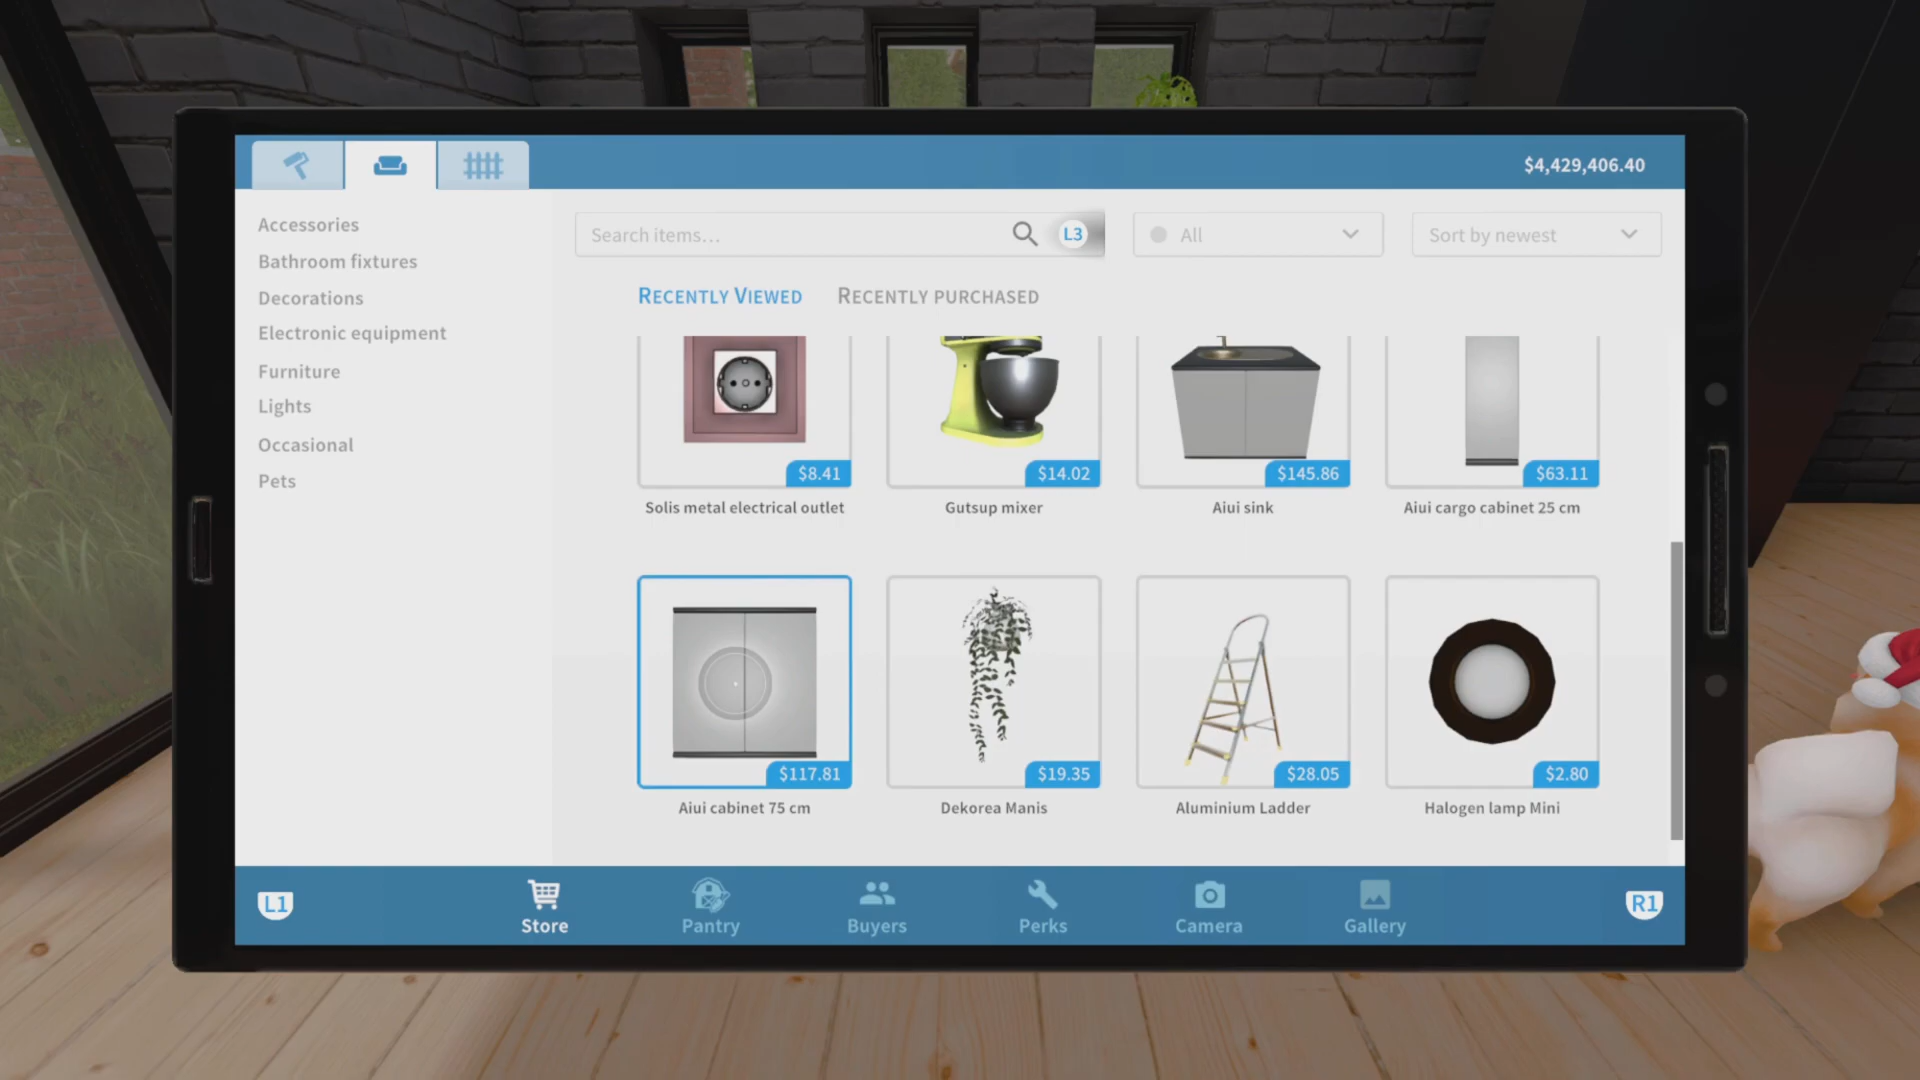 $4,429,406.40
Accessories
Bathroom fixtures
Decorations
Electronic equipment
Furniture
Lights
Occasional
Pets
Search items...
L3
All
Sort by newest
RECENTLY VIEWED
RECENTLY PURCHASED
$8.41
$14.02
$145.86
$63.11
Solis metal electrical outlet
Gutsup mixer
Aiui sink
Aiui cargo cabinet 25 cm
$117.81
$19.35
$28.05
$2.80
Aiui cabinet 75 cm
Dekorea Manis
Aluminium Ladder
Halogen lamp Mini
L1
Store
Pantry
Buyers
Perks
Camera
Gallery
R1